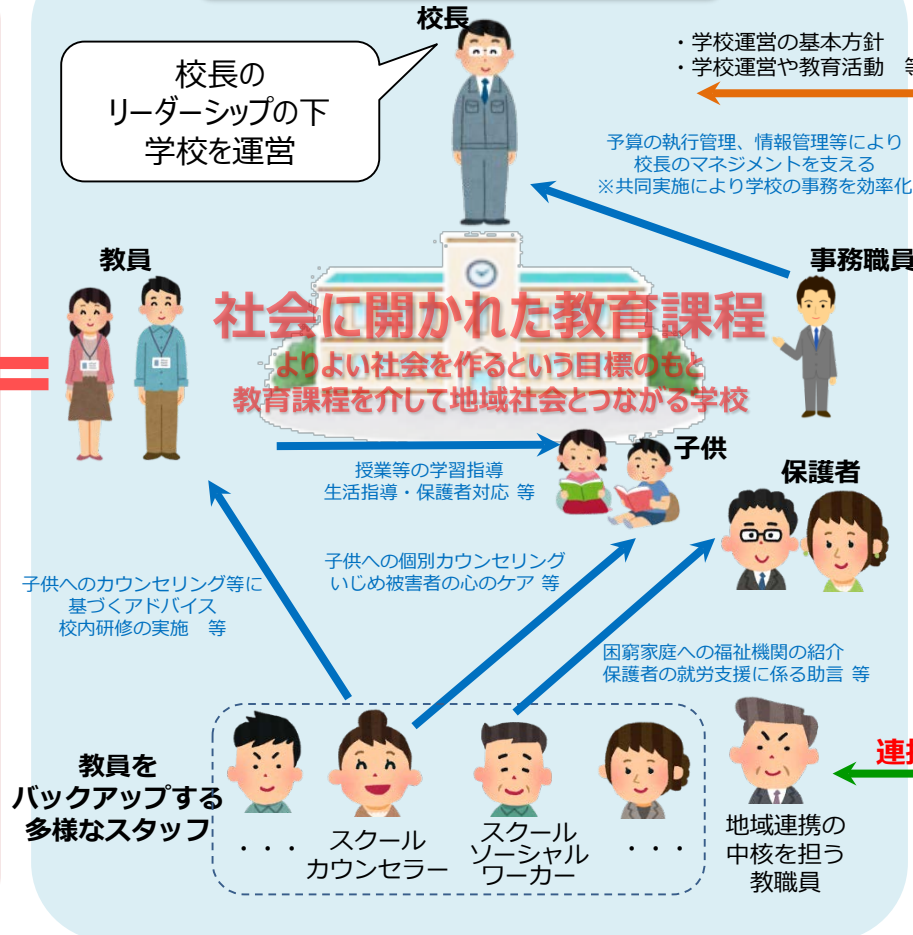 校長
校長の
リーダーシップの下
学校を運営
・学校運営の基本方針
・学校運営や教育活動　等
予算の執行管理、情報管理等により
校長のマネジメントを支える
※共同実施により学校の事務を効率化
教員
事務職員
社会に開かれた教育課程
よりよい社会を作るという目標のもと
教育課程を介して地域社会とつながる学校
授業等の学習指導
生活指導・保護者対応 等
子供
保護者
子供へのカウンセリング等に
基づくアドバイス
校内研修の実施　等
子供への個別カウンセリング
いじめ被害者の心のケア 等
困窮家庭への福祉機関の紹介
保護者の就労支援に係る助言 等
教員を
バックアップする
多様なスタッフ
・・・
スクール
カウンセラー
スクール
ソーシャル
ワーカー
・・・
地域連携の
中核を担う
教職員
連